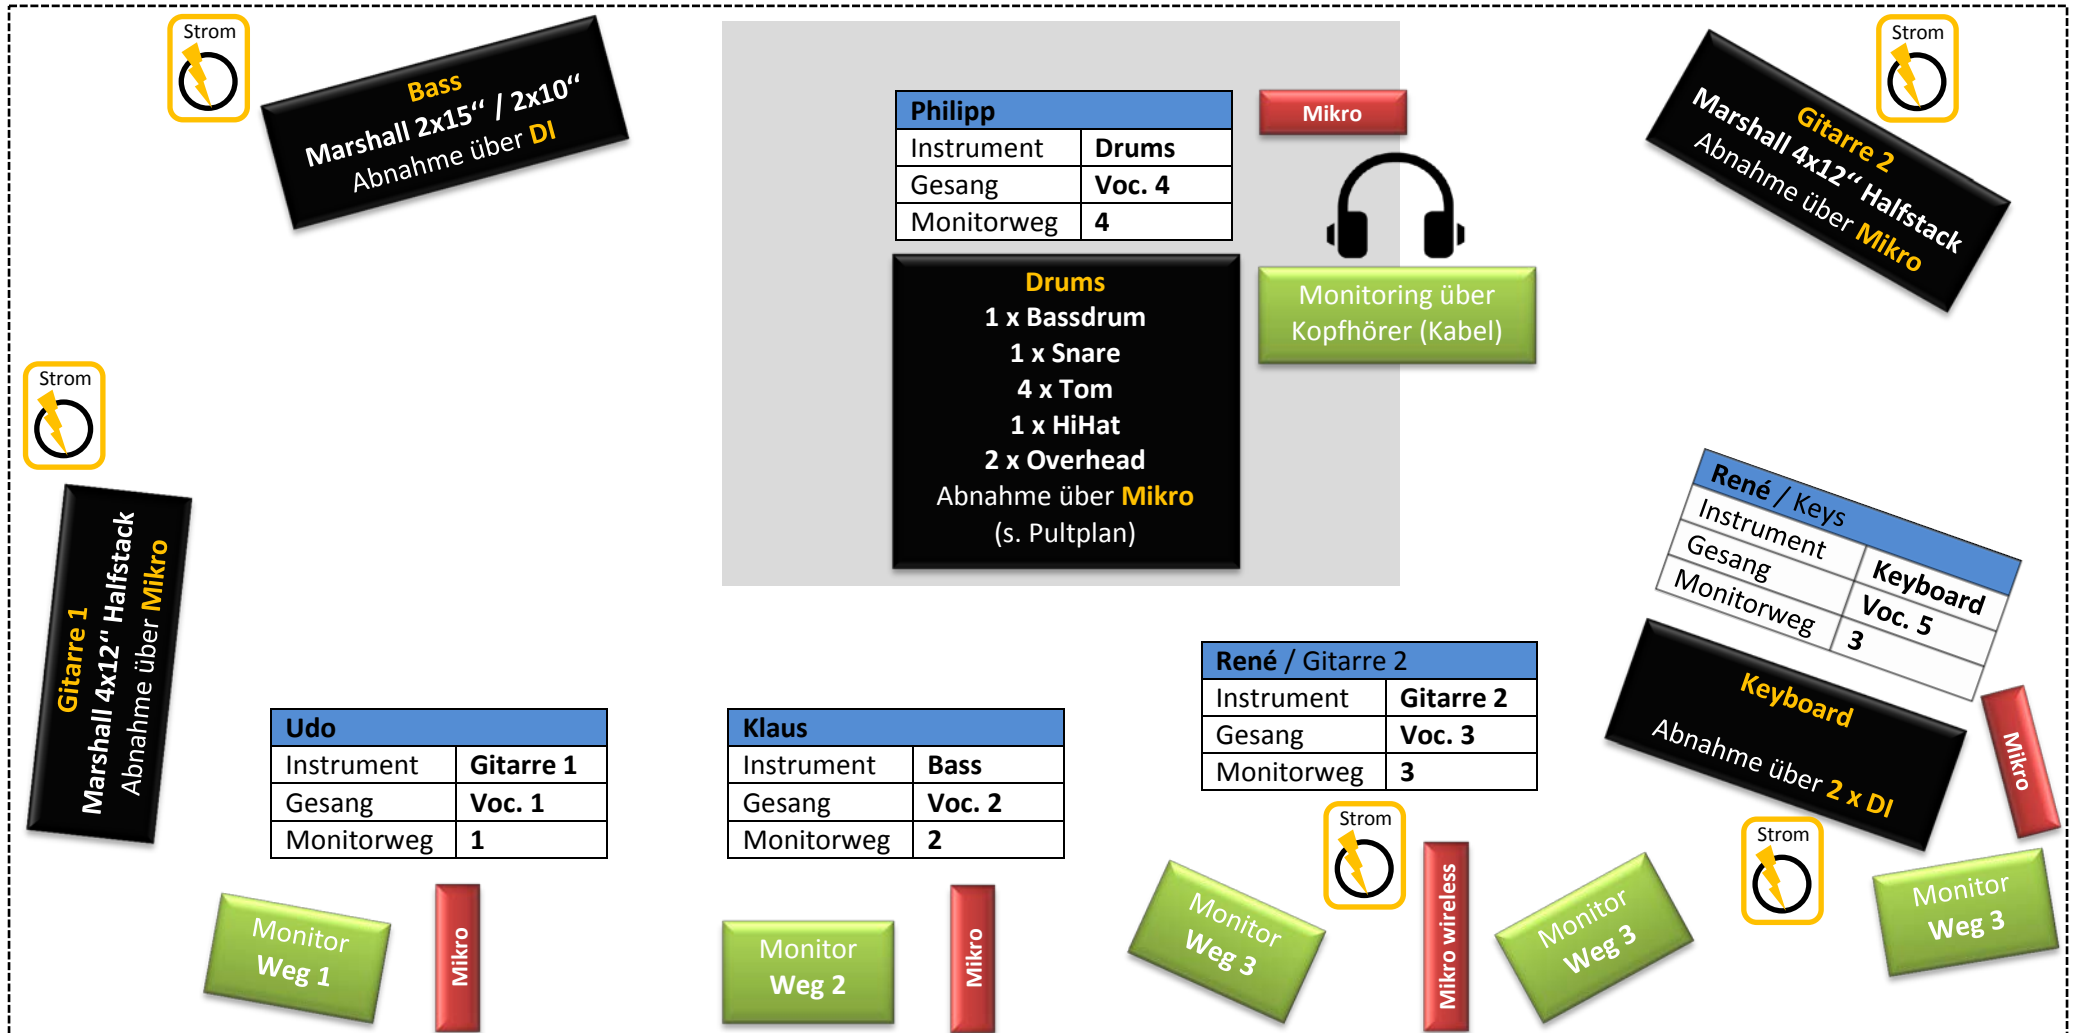 Strom
Bass
Marshall 2x15“ / 2x10“
Abnahme über DI
Philipp
Instrument Drums
Gesang Voc. 4
Monitorweg 4
Mikro
Strom
Gitarre 2
Marshall 4x12“ Halfstack
Abnahme über Mikro
Drums
1 x Bassdrum
1 x Snare
4 x Tom
1 x HiHat
2 x Overhead
Abnahme über Mikro
(s. Pultplan)
Monitoring über
Kopfhörer (Kabel)
Strom
Gitarre 1
Marshall 4x12“ Halfstack
Abnahme über Mikro
René / Keys
Instrument Keyboard
Gesang Voc. 5
Monitorweg 3
Keyboard
Abnahme über 2 x DI
Mikro
Udo
Instrument Gitarre 1
Gesang Voc. 1
Monitorweg 1
Klaus
Instrument Bass
Gesang Voc. 2
Monitorweg 2
René / Gitarre 2
Instrument Gitarre 2
Gesang Voc. 3
Monitorweg 3
Strom
Strom
Monitor
Weg 1
Mikro
Monitor
Weg 2
Mikro
Monitor
Weg 3
Mikro wireless
Monitor
Weg 3
Monitor
Weg 3